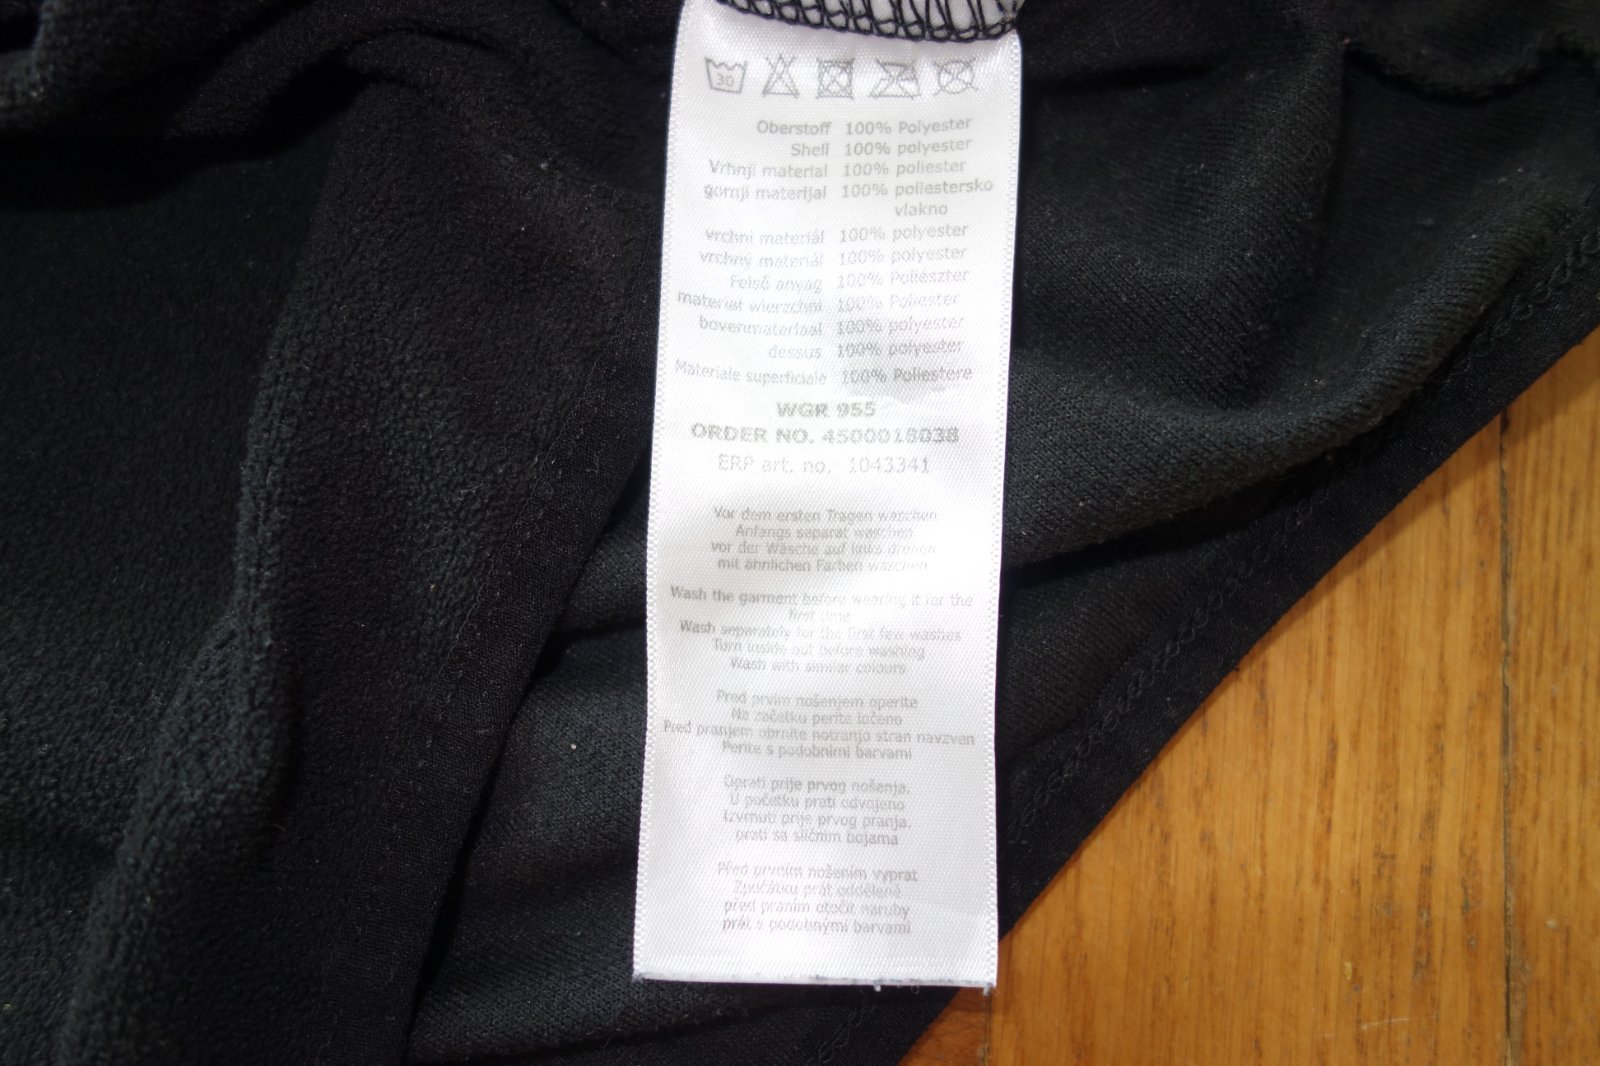 30
Oberstoff 100% Polyester
Shell 100% polyester
Vrhnji material 100% poliester
gornji materijal 100% poliestersko
vlakno
vrchní materiál 100% polyester
vrchný materiál 100% polyester
Felső anyag 100% Poliészter
materiał wierzchni 100% Poliester
bovenmateriaal 100% polyester
dessus 100% polyester
Materiale superficiale 100% Poliestere
WGR 955
ORDER NO. 4500018038
ERP art. no. 1043341
Vor dem ersten Tragen waschen
Anfangs separat waschen
vor der Wäsche auf links drehen
mit ähnlichen Farben waschen
Wash the garment before wearing it for the
first time
Wash separately for the first few washes
Turn inside out before washing
Wash with similar colours
Pred prvim nošenjem operite
Na začetku perite ločeno
Pred pranjem obrnite notranjo stran navzven
Perite s podobnimi barvami
Oprati prije prvog nošenja.
U početku prati odvojeno
Izvrnuti prije prvog pranja.
prati sa sličnim bojama
Před prvním nošením vyprat
Zpočátku prát odděleně
před praním otočit naruby
prát s podobnými barvami